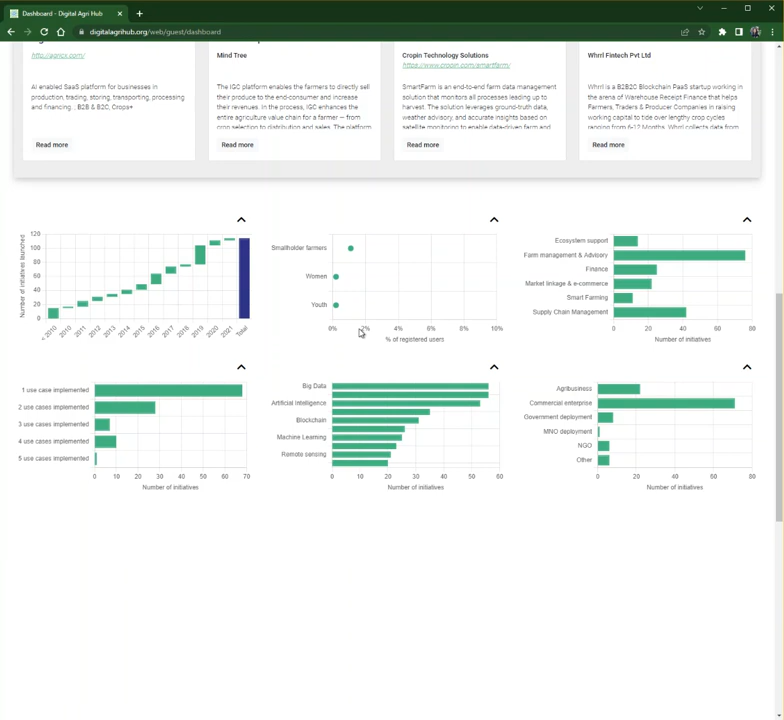 Dashboard - Digital Agri Hub
digitalagrihub.org/web/guest/dashboard
http://agricx.com/
AI enabled SaaS platform for businesses in
production, trading, storing, transporting, processing
and financing... B2B & B2C, Crops+
Read more
Mind Tree
The IGC platform enables the farmers to directly sell
their produce to the end-consumer and increase
their revenues. In the process, IGC enhances the
entire agriculture value chain for a farmer – from
crop selection to distribution and sales. The platform
Read more
Cropin Technology Solutions
https://www.cropin.com/smartfarm/
SmartFarm is an end-to-end farm data management
solution that monitors all processes leading up to
harvest. The solution leverages ground-truth data,
weather advisory, and accurate insights based on
satellite monitoring to enable data-driven farm and
Read more
Whrrl Fintech Pvt Ltd
Whrrl is a B2B2C Blockchain PaaS startup working in
the arena of Warehouse Receipt Finance that helps
Farmers, Traders & Producer Companies in raising
working capital to tide over lengthy crop cycles
ranging from 6-17 Months. Whrrl collects data from
Read more
Number of initiatives launched
120
100
80
60
40
20
0
< 2010
2010
2011
2012
2013
2014
2015
2016
2017
2018
2019
2020
2021
Total
Smallholder farmers
Women
Youth
0% 2% 4% 6% 8% 10%
% of registered users
Ecosystem support
Farm management & Advisory
Finance
Market linkage & e-commerce
Smart Farming
Supply Chain Management
0 20 40 60 80
Number of initiatives
1 use case implemented
2 use cases implemented
3 use cases implemented
4 use cases implemented
5 use cases implemented
0 10 20 30 40 50 60 70
Number of initiatives
Big Data
Artificial Intelligence
Blockchain
Machine Learning
Remote sensing
0 10 20 30 40 50 60
Number of initiatives
Agribusiness
Commercial enterprise
Government deployment
MNO deployment
NGO
Other
0 20 40 60 80
Number of initiatives